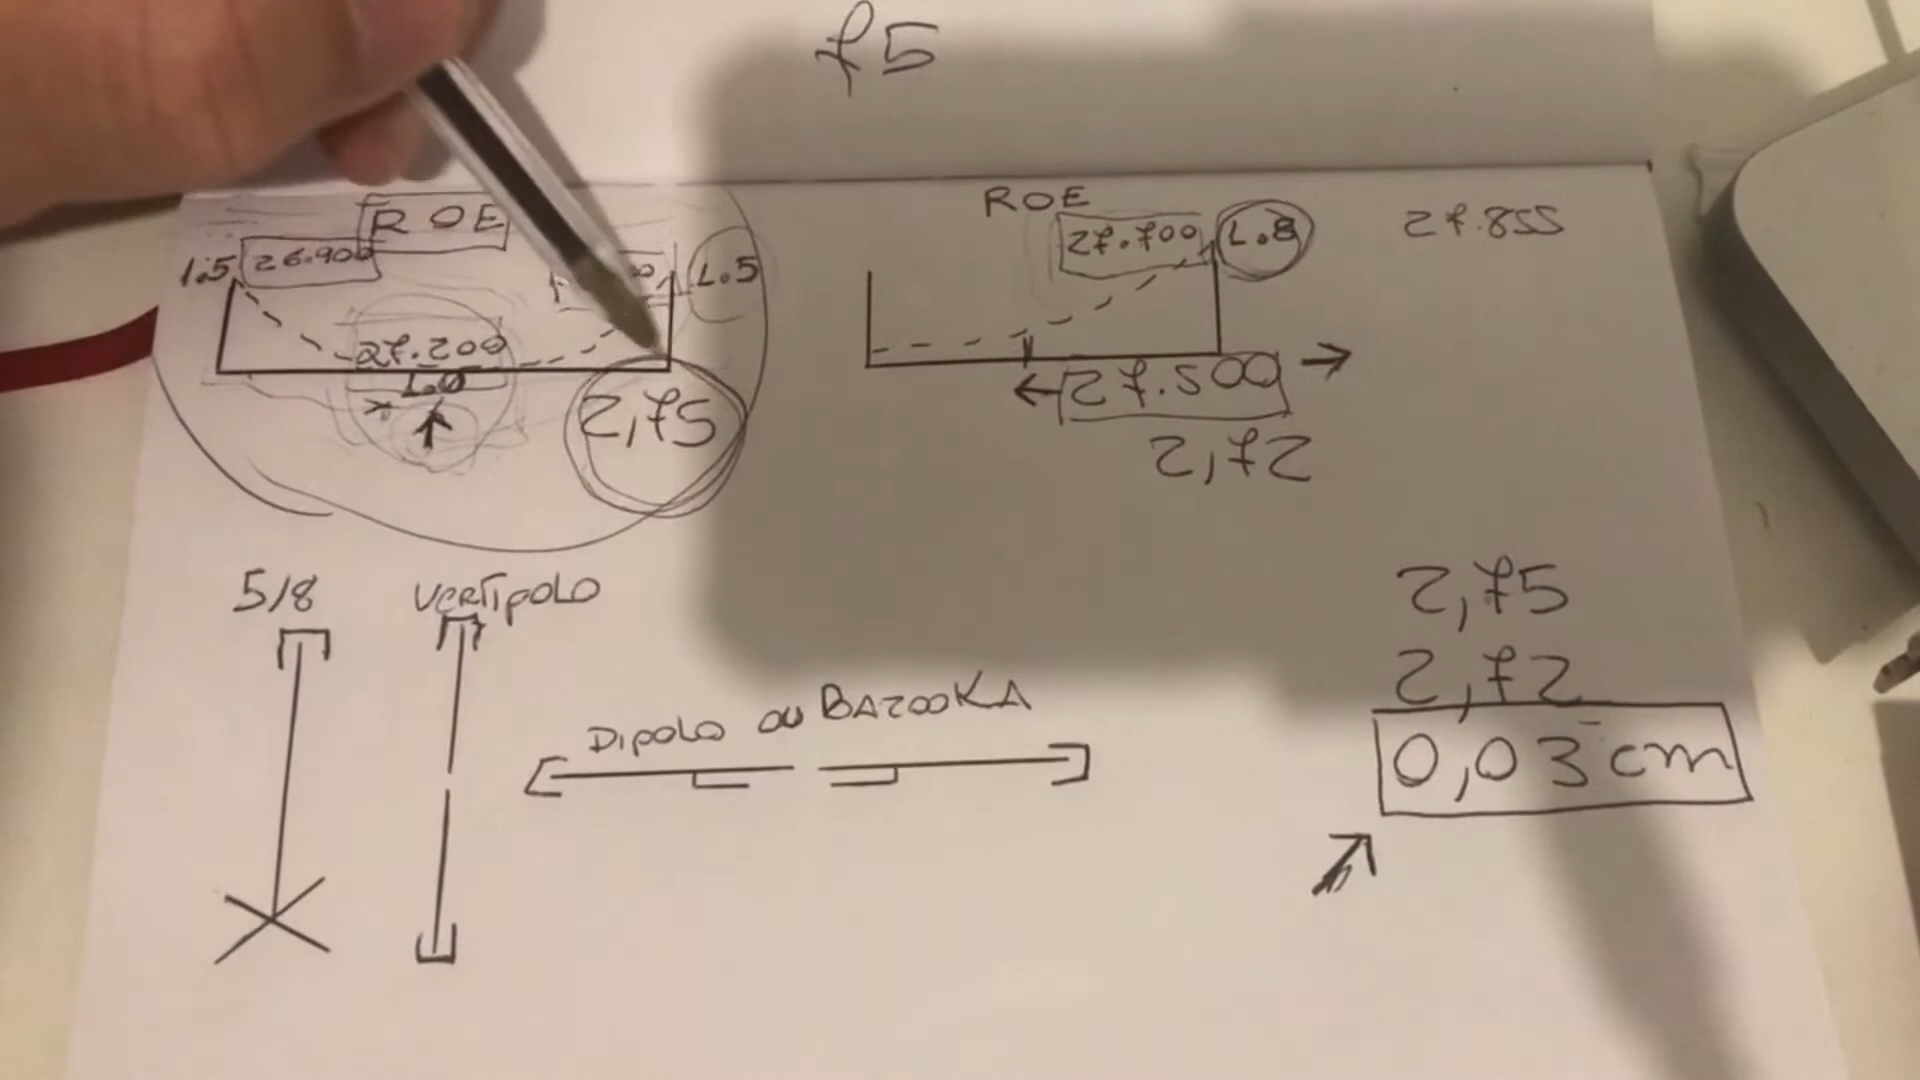 75
ROE
1.5 26.900
1.5
27.200
1.0
2,75
ROE
27.700 1.8
27.855
27.500
2,72
5/8
VERTIPOLO
DIPOLO OU BAZOOKA
2,75
2,72
0,03 cm